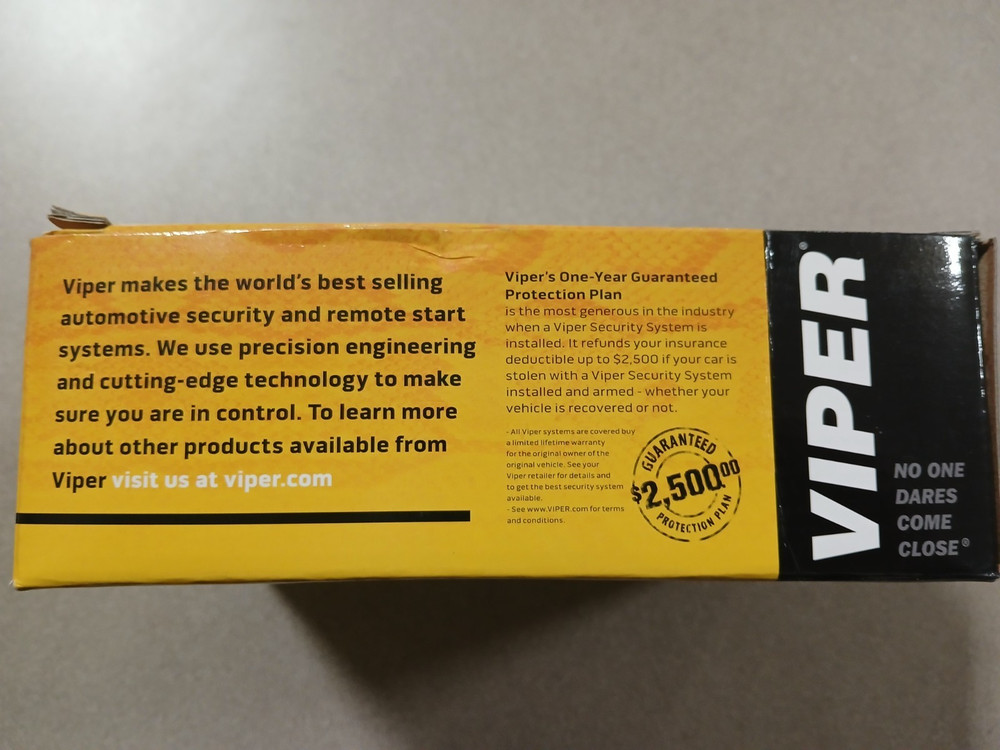 Viper makes the world's best selling
automotive security and remote start
systems. We use precision engineering
and cutting-edge technology to make
sure you are in control. To learn more
about other products available from
Viper visit us at viper.com
Viper's One-Year Guaranteed
Protection Plan
is the most generous in the industry
when a Viper Security System is
installed. It refunds your insurance
deductible up to $2,500 if your car is
stolen with a Viper Security System
installed and armed - whether your
vehicle is recovered or not.
- All Viper systems are covered buy
a limited lifetime warranty
for the original owner of the
original vehicle. See your
Viper retailer for details and
to get the best security system
available.
- See www.VIPER.com for terms
and conditions.
GUARANTEED
$2,500.00
PROTECTION PLAN
VIPER®
NO ONE
DARES
COME
CLOSE®